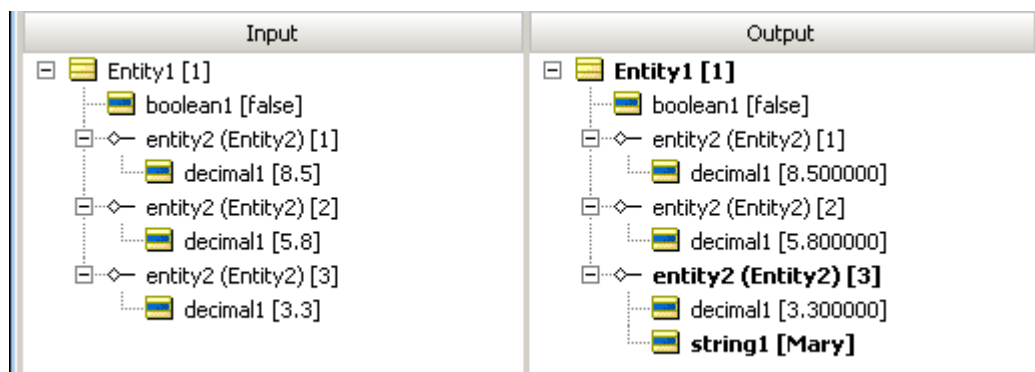 Input
Entity1 [1]
boolean1 [false]
entity2 (Entity2) [1]
decimal1 [8.5]
entity2 (Entity2) [2]
decimal1 [5.8]
entity2 (Entity2) [3]
decimal1 [3.3]
Output
Entity1 [1]
boolean1 [false]
entity2 (Entity2) [1]
decimal1 [8.500000]
entity2 (Entity2) [2]
decimal1 [5.800000]
entity2 (Entity2) [3]
decimal1 [3.300000]
string1 [Mary]